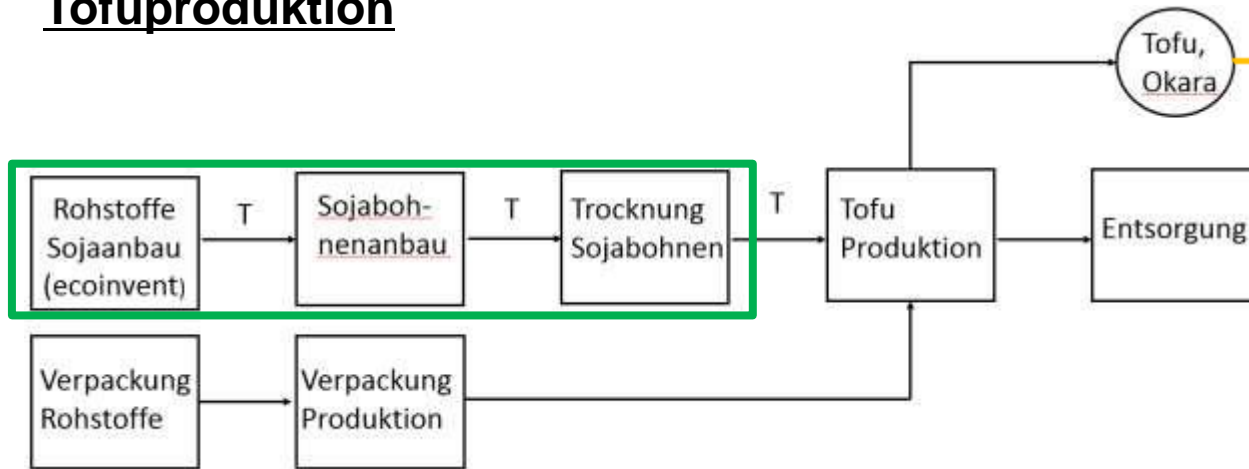 Tofuproduktion
Tofu,
Okara
Rohstoffe
Sojaanbau
(ecoinvent)
T
Sojaboh-
nenanbau
T
Trocknung
Sojabohnen
T
Tofu
Produktion
Entsorgung
Verpackung
Rohstoffe
Verpackung
Produktion